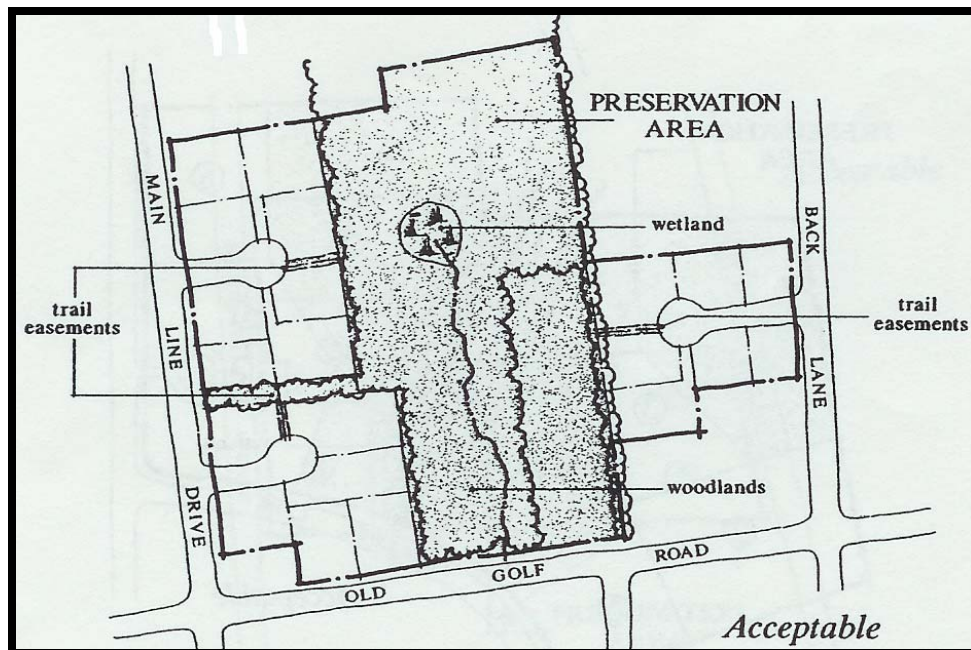 PRESERVATION
AREA
MAIN
LINE
DRIVE
wetland
BACK
LANE
trail
easements
trail
easements
woodlands
OLD GOLF ROAD
Acceptable